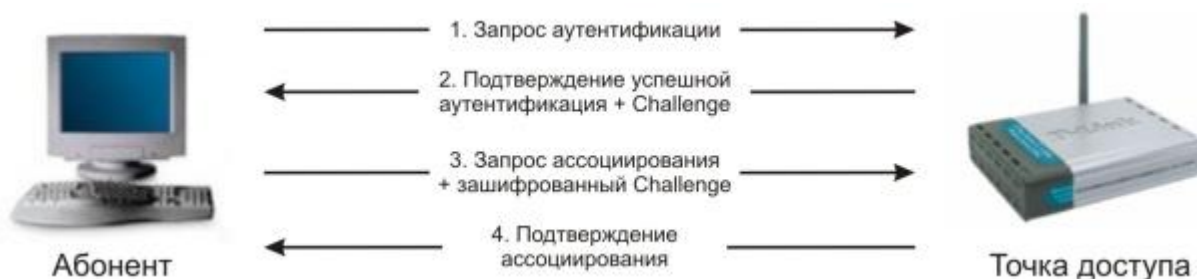 1. Запрос аутентификации
2. Подтверждение успешной
аутентификация + Challenge
3. Запрос ассоциирования
+ зашифрованный Challenge
4. Подтверждение
ассоциирования
Абонент
Точка доступа